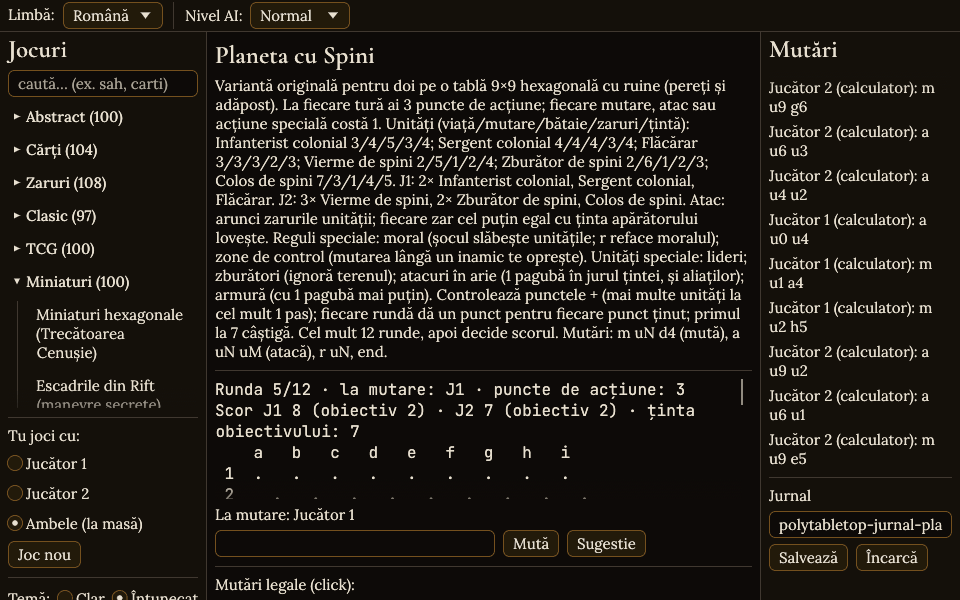 Limbă: Română ▼ Nivel AI: Normal ▼
Jocuri
caută... (ex. sah, carti)
▸ Abstract (100)
▸ Cărți (104)
▸ Zaruri (108)
▸ Clasic (97)
▸ TCG (100)
▾ Miniaturi (100)
Miniaturi hexagonale
(Trecătoarea
Cenușie)
Escadrile din Rift
(manevre secrete)
Tu joci cu:
Jucător 1
Jucător 2
Ambele (la masă)
Joc nou
Temă: Clar Întunecat
Planeta cu Spini
Variantă originală pentru doi pe o tablă 9×9 hexagonală cu ruine (pereți și
adăpost). La fiecare tură ai 3 puncte de acțiune; fiecare mutare, atac sau
acțiune specială costă 1. Unități (viață/mutare/bătaie/zaruri/țintă):
Infanterist colonial 3/4/5/3/4; Sergent colonial 4/4/4/3/4; Flăcărar
3/3/3/2/3; Vierme de spini 2/5/1/2/4; Zburător de spini 2/6/1/2/3;
Colos de spini 7/3/1/4/5. J1: 2× Infanterist colonial, Sergent colonial,
Flăcărar. J2: 3× Vierme de spini, 2× Zburător de spini, Colos de spini. Atac:
arunci zarurile unității; fiecare zar cel puțin egal cu ținta apărătorului
lovește. Reguli speciale: moral (șocul slăbește unitățile; r reface moralul);
zone de control (mutarea lângă un inamic te oprește). Unități speciale: lideri;
zburători (ignoră terenul); atacuri în arie (1 pagubă în jurul țintei, și aliaților);
armură (cu 1 pagubă mai puțin). Controlează punctele + (mai multe unități la
cel mult 1 pas); fiecare rundă dă un punct pentru fiecare punct ținut; primul
la 7 câștigă. Cel mult 12 runde, apoi decide scorul. Mutări: m uN d4 (mută), a
uN uM (atacă), r uN, end.
Runda 5/12 · la mutare: J1 · puncte de acțiune: 3
Scor J1 8 (obiectiv 2) · J2 7 (obiectiv 2) · ținta
obiectivului: 7
a b c d e f g h i
1 . . . . . . . . .
2 . . . . . . . . .
La mutare: Jucător 1
Mută Sugestie
Mutări legale (click):
Mutări
Jucător 2 (calculator): m
u9 g6
Jucător 2 (calculator): a
u6 u3
Jucător 2 (calculator): a
u4 u2
Jucător 1 (calculator): a
u0 u4
Jucător 1 (calculator): m
u1 a4
Jucător 1 (calculator): m
u2 h5
Jucător 2 (calculator): a
u9 u2
Jucător 2 (calculator): a
u6 u1
Jucător 2 (calculator): m
u9 e5
Jurnal
polytabletop-jurnal-pla
Salvează Încarcă